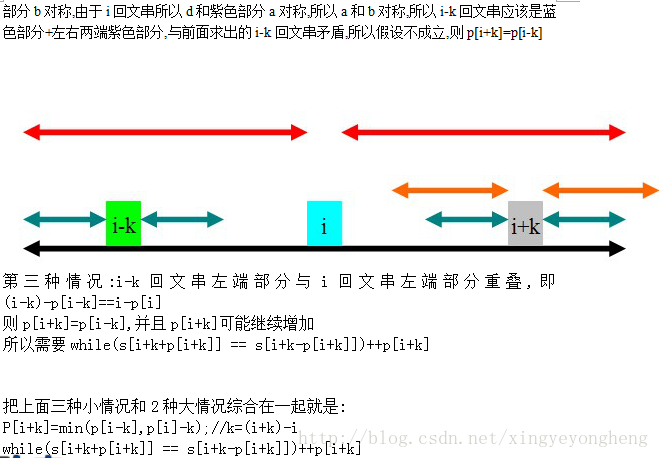 部分b对称,由于i回文串所以d和紫色部分a对称,所以a和b对称,所以i-k回文串应该是蓝
色部分+左右两端紫色部分,与前面求出的i-k回文串矛盾,所以假设不成立,则p[i+k]=p[i-k]
i-k
i
i+k
第三种情况:i-k回文串左端部分与i回文串左端部分重叠,即
(i-k)-p[i-k]==i-p[i]
则p[i+k]=p[i-k],并且p[i+k]可能继续增加
所以需要while(s[i+k+p[i+k]] == s[i+k-p[i+k]])++p[i+k]
把上面三种小情况和2种大情况综合在一起就是:
P[i+k]=min(p[i-k],p[i]-k);//k=(i+k)-i
http://blog.csdn.net/xingyeyongheng
while(s[i+k+p[i+k]] == s[i+k-p[i+k]])++p[i+k]